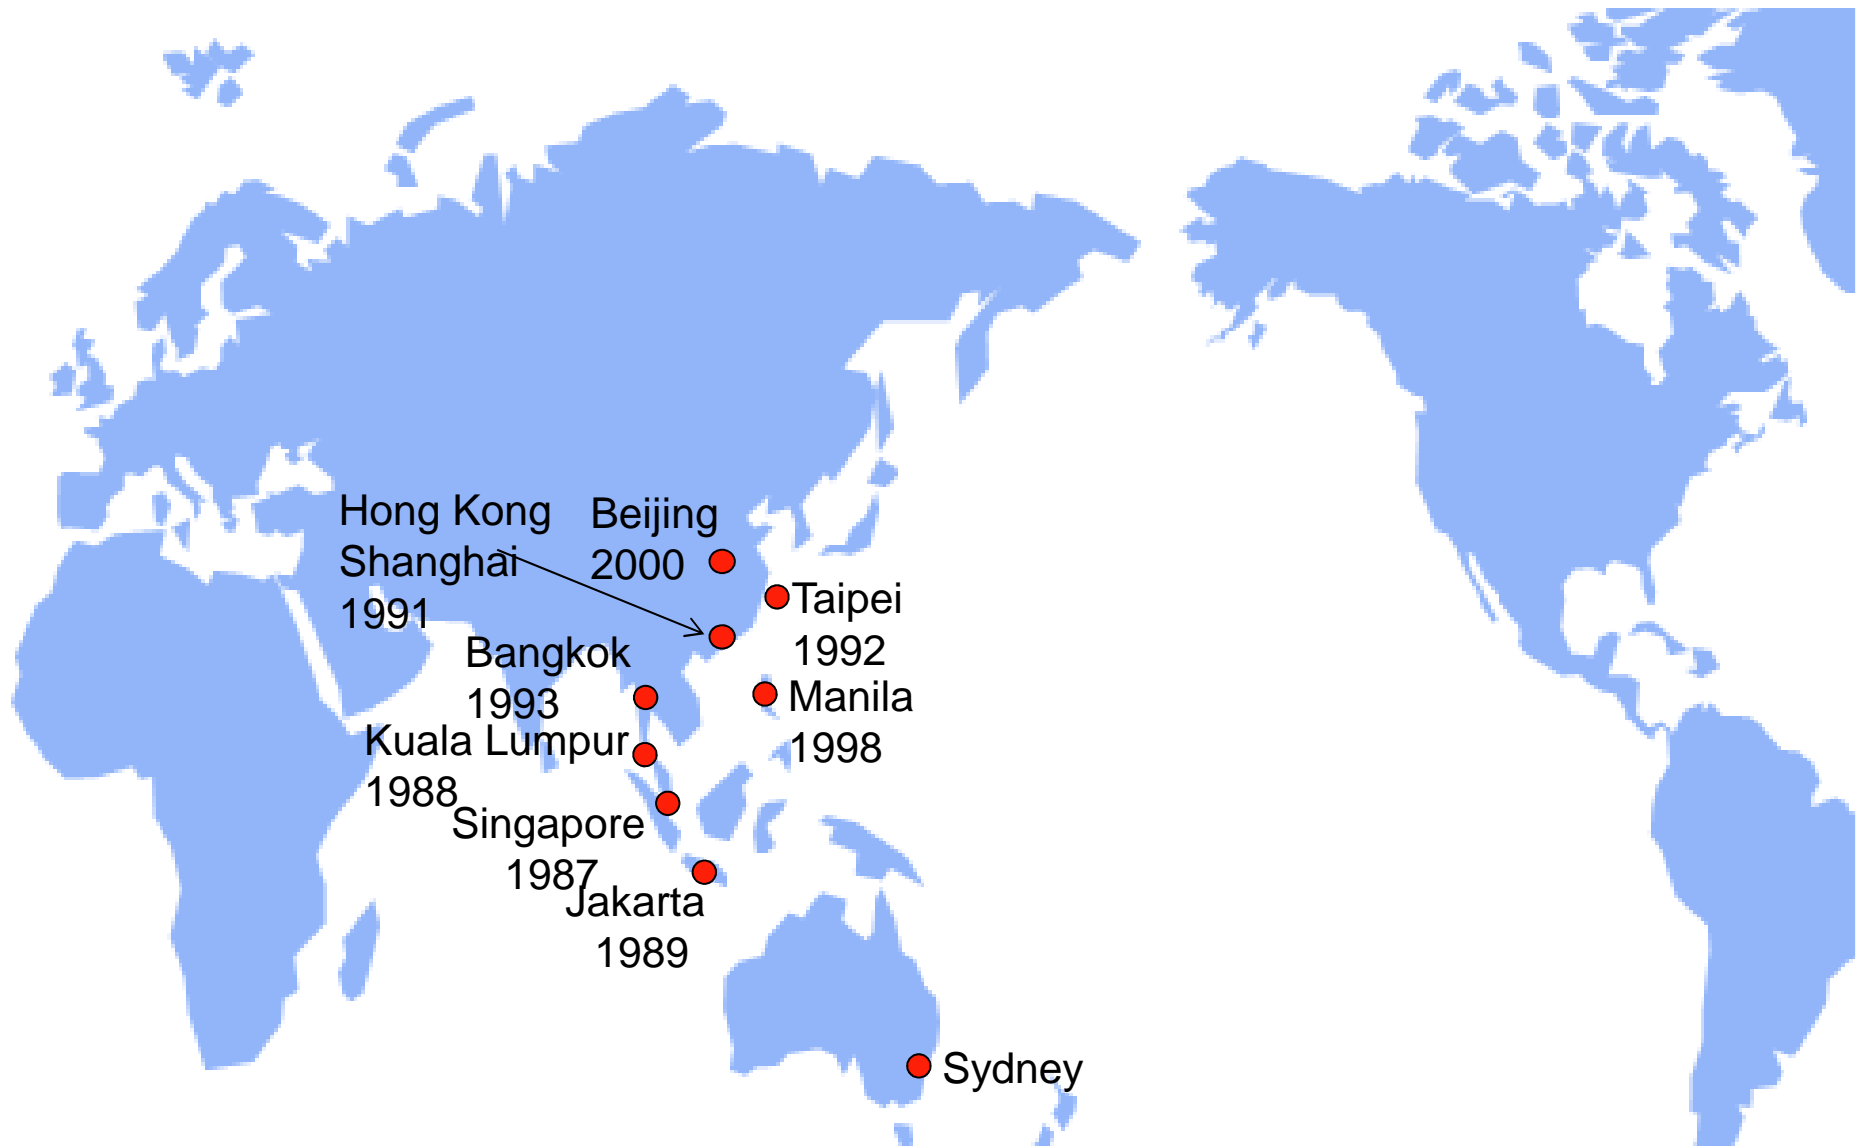 Hong Kong
Shanghai
1991
Beijing
2000
Taipei
1992
Bangkok
1993
Manila
1998
Kuala Lumpur
1988
Singapore
1987
Jakarta
1989
Sydney